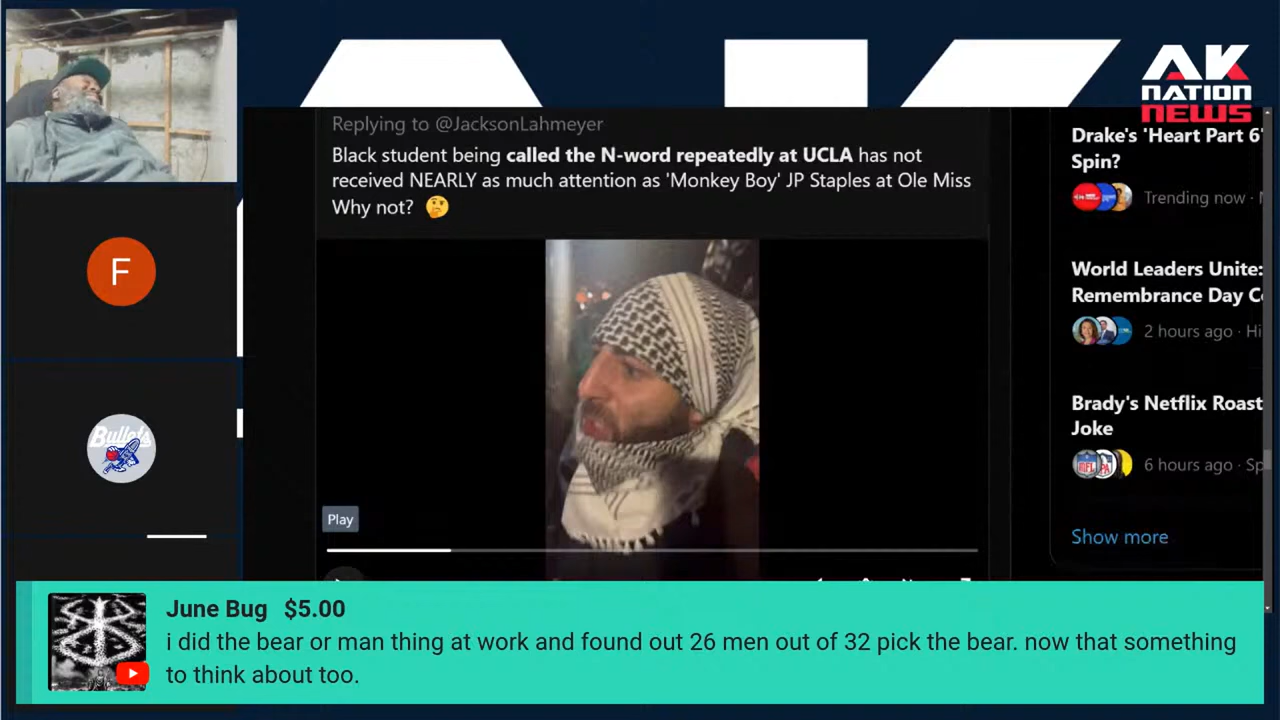 AK
NATION
NEWS
Replying to @JacksonLahmeyer
Black student being called the N-word repeatedly at UCLA has not
received NEARLY as much attention as 'Monkey Boy' JP Staples at Ole Miss
Why not? 🤔
Drake's 'Heart Part 6'
Spin?
Trending now ·
World Leaders Unite:
Remembrance Day
2 hours ago ·
Brady's Netflix Roast
Joke
6 hours ago ·
Show more
F
Bullets
Play
June Bug $5.00
i did the bear or man thing at work and found out 26 men out of 32 pick the bear. now that something
to think about too.